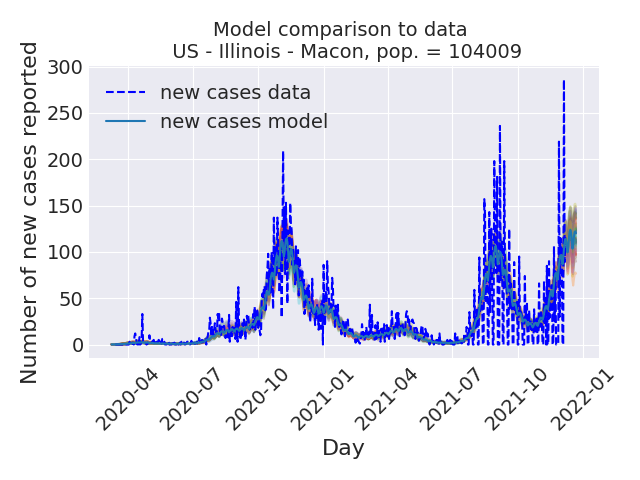 Model comparison to data
US - Illinois - Macon, pop. = 104009
Number of new cases reported
300
250
200
150
100
50
0
new cases data
new cases model
2020-04
2020-07
2020-10
2021-01
2021-04
2021-07
2021-10
2022-01
Day